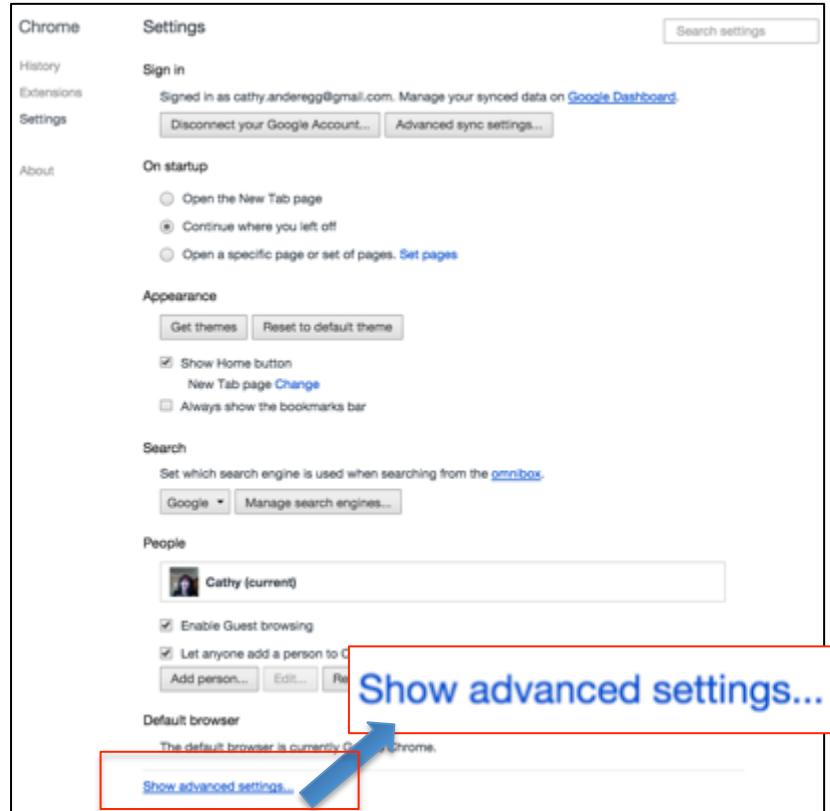 Chrome
Settings
Search settings
History
Extensions
Settings
About
Sign in
Signed in as cathy.anderegg@gmail.com. Manage your synced data on Google Dashboard.
Disconnect your Google Account... Advanced sync settings...
On startup
Open the New Tab page
Continue where you left off
Open a specific page or set of pages. Set pages
Appearance
Get themes Reset to default theme
Show Home button
New Tab page Change
Always show the bookmarks bar
Search
Set which search engine is used when searching from the omnibox.
Google Manage search engines...
People
Cathy (current)
Enable Guest browsing
Let anyone add a person to C
Add person... Edit... Re
Show advanced settings...
Default browser
The default browser is currently Chrome.
Show advanced settings...